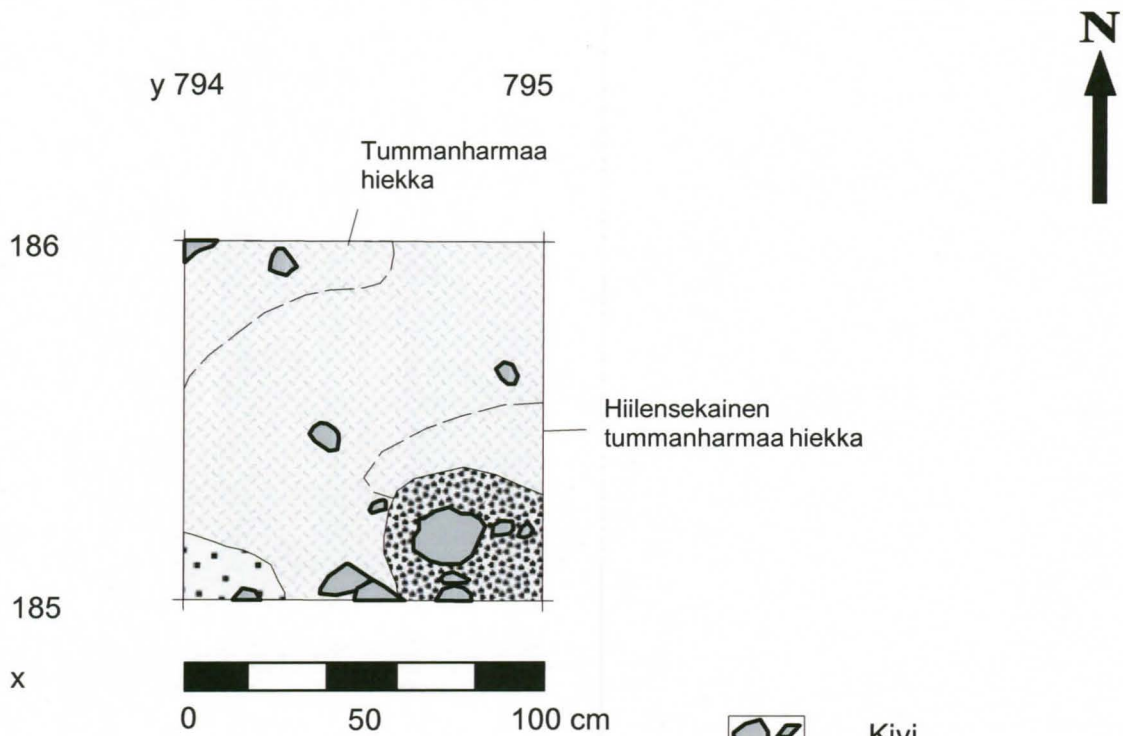 N
y 794 795
Tummanharmaa
hiekka
186
Hiilensekainen
tummanharmaa hiekka
185
x
0 50 100 cm
Kivi